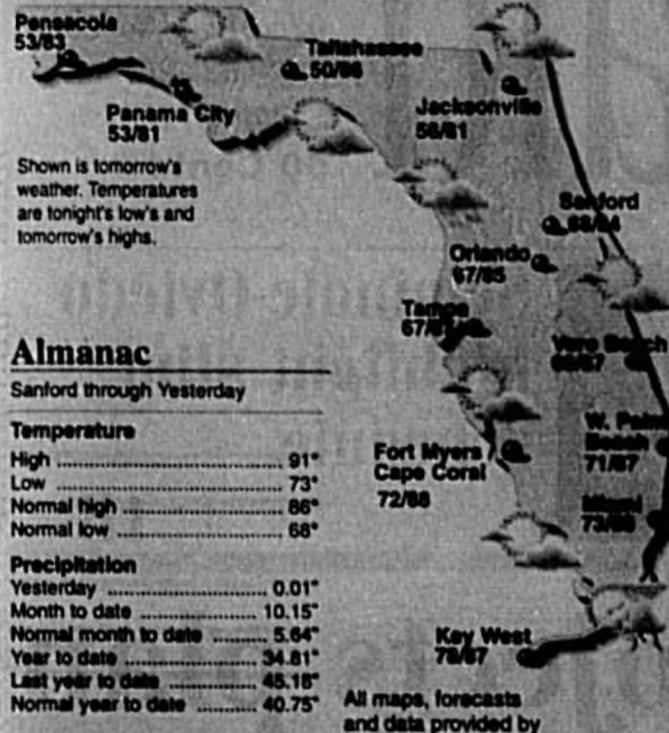 Pensacola
53/83
Tallahassee
50/86
Panama City
53/81
Jacksonville
56/81
Shown is tomorrow's
weather. Temperatures
are tonight's low's and
tomorrow's highs.
Sanford
Orlando
67/85
Tampa
Vero Beach
Almanac
Sanford through Yesterday
Temperature
High ........................................ 91°
Low ........................................ 73°
Normal high ............................ 86°
Normal low ............................. 68°
Fort Myers
Cape Coral
72/88
W. Palm
Beach
71/87
Miami
Precipitation
Yesterday ............................ 0.01"
Month to date ..................... 10.15"
Normal month to date ......... 5.64"
Year to date ........................ 34.81"
Last year to date ................ 45.18"
Normal year to date ........... 40.75"
Key West
All maps, forecasts
and data provided by